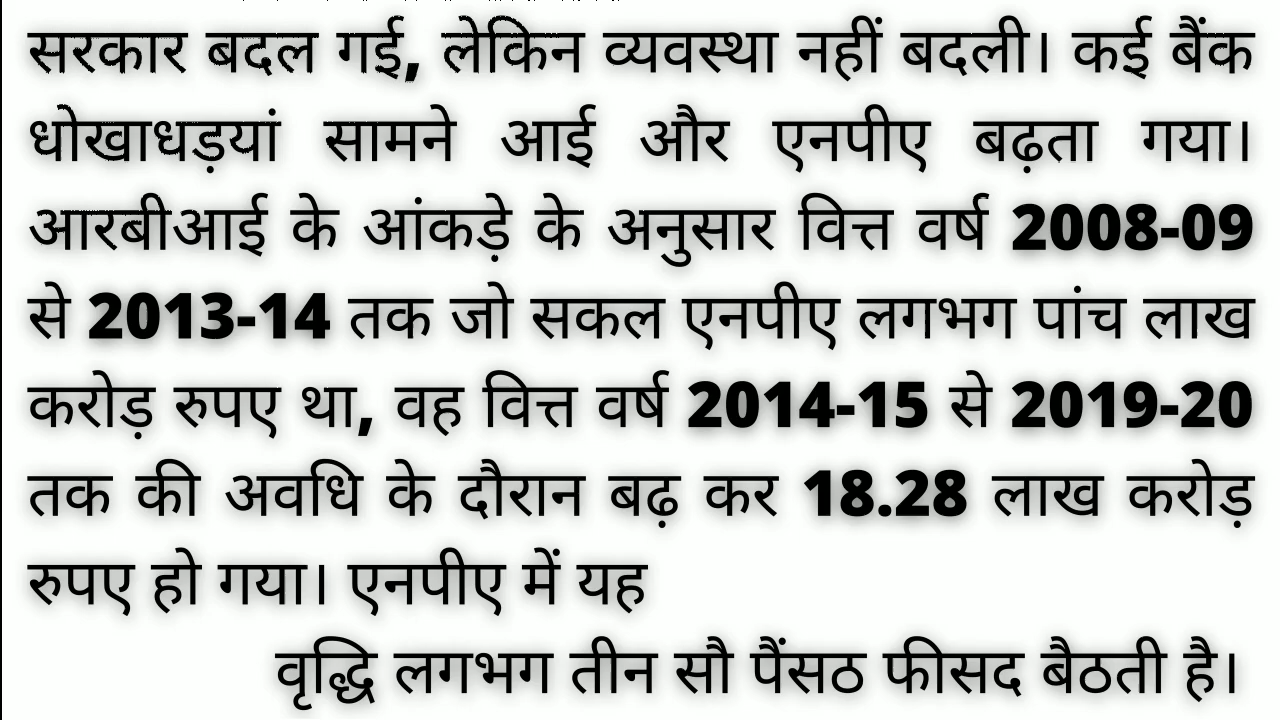 सरकार बदल गई, लेकिन व्यवस्था नहीं बदली। कई बैंक
धोखाधड़यां सामने आई और एनपीए बढ़ता गया।
आरबीआई के आंकड़े के अनुसार वित्त वर्ष 2008-09
से 2013-14 तक जो सकल एनपीए लगभग पांच लाख
करोड़ रुपए था, वह वित्त वर्ष 2014-15 से 2019-20
तक की अवधि के दौरान बढ़ कर 18.28 लाख करोड़
रुपए हो गया। एनपीए में यह
वृद्धि लगभग तीन सौ पैंसठ फीसद बैठती है।